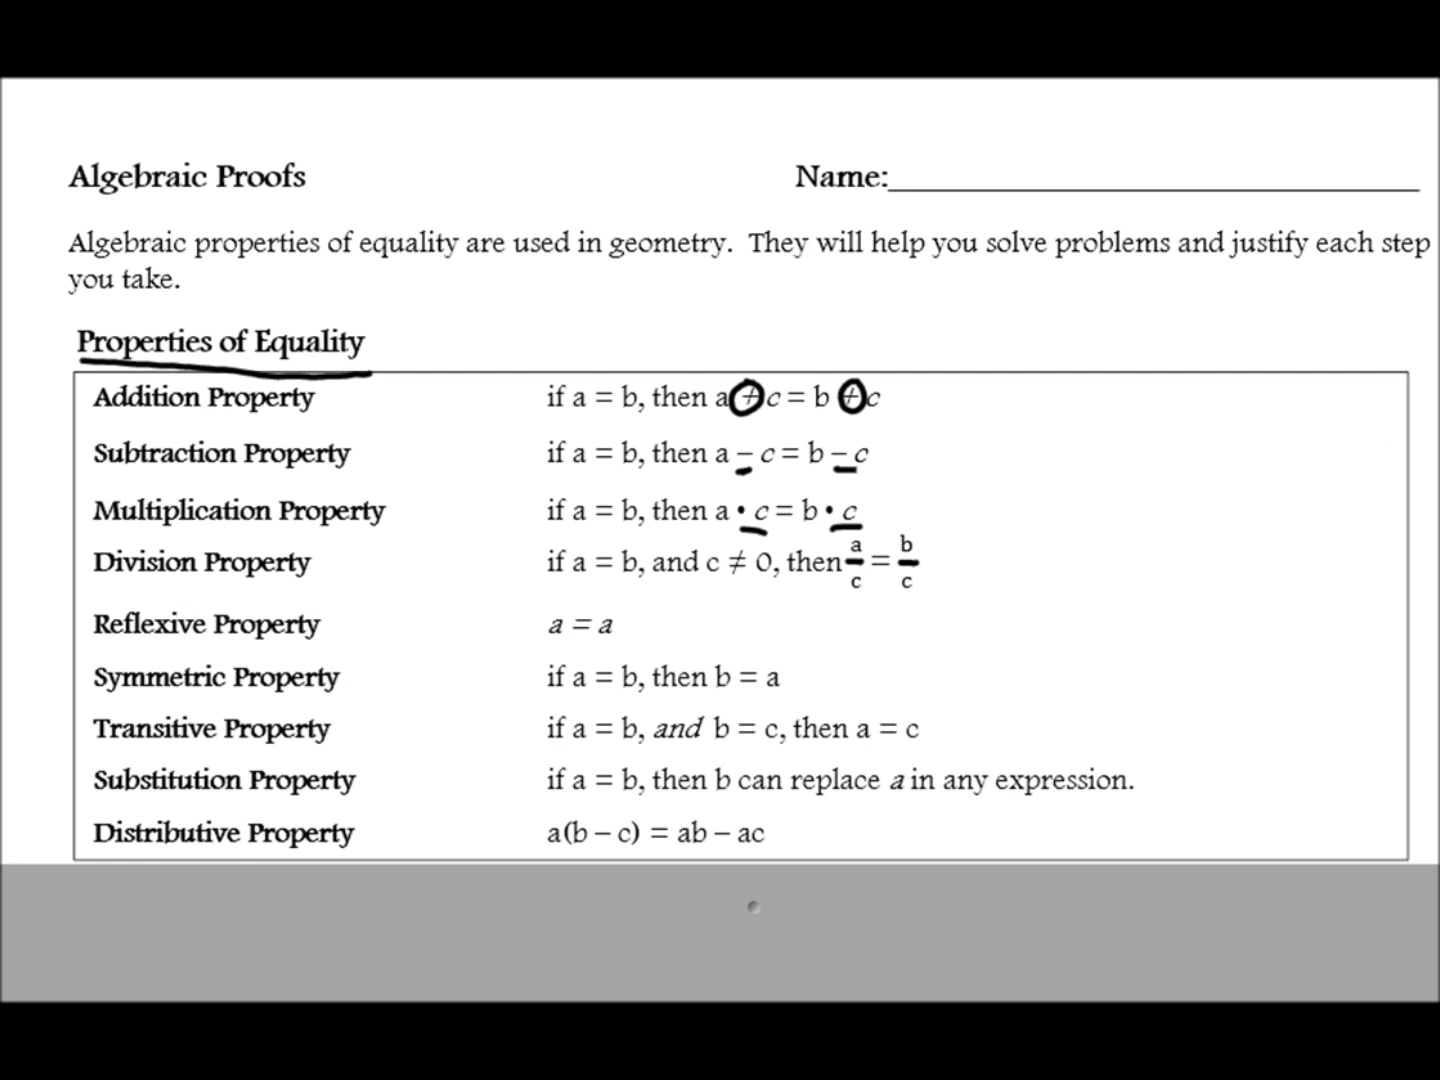 Algebraic Proofs Name:
Algebraic properties of equality are used in geometry. They will help you solve problems and justify each step
you take.
Properties of Equality
Addition Property if a = b, then a + c = b + c
Subtraction Property if a = b, then a – c = b – c
Multiplication Property if a = b, then a • c = b • c
Division Property if a = b, and c ≠ 0, then a/c = b/c
Reflexive Property a = a
Symmetric Property if a = b, then b = a
Transitive Property if a = b, and b = c, then a = c
Substitution Property if a = b, then b can replace a in any expression.
Distributive Property a(b – c) = ab – ac